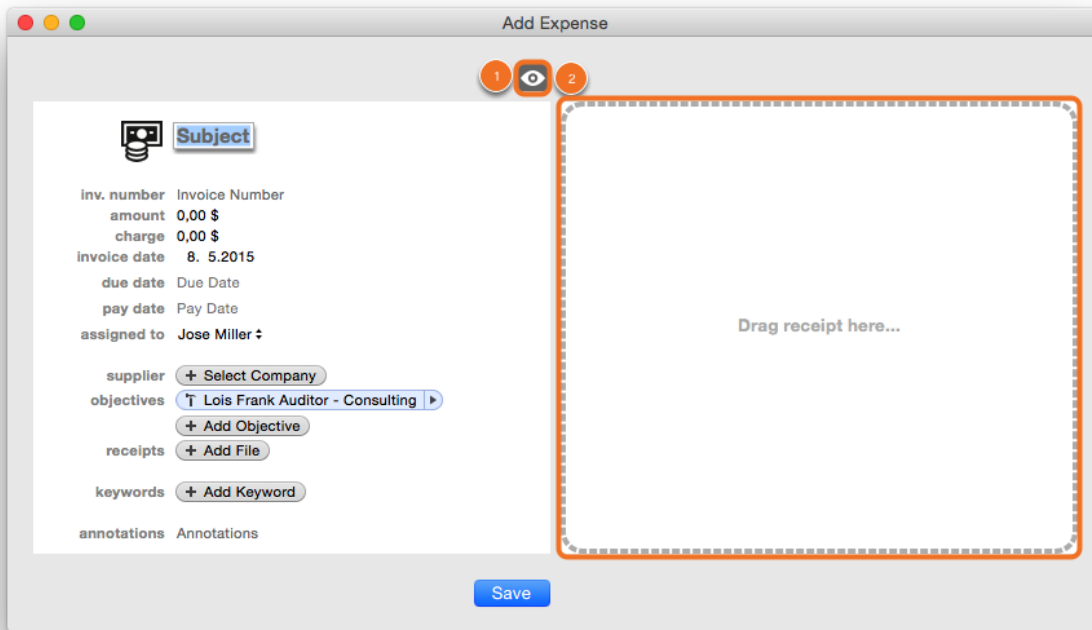 Add Expense
1 2
Subject
inv. number Invoice Number
amount 0,00 $
charge 0,00 $
invoice date 8. 5.2015
due date Due Date
pay date Pay Date
assigned to Jose Miller
supplier + Select Company
objectives Lois Frank Auditor - Consulting
+ Add Objective
receipts + Add File
keywords + Add Keyword
annotations Annotations
Drag receipt here...
Save